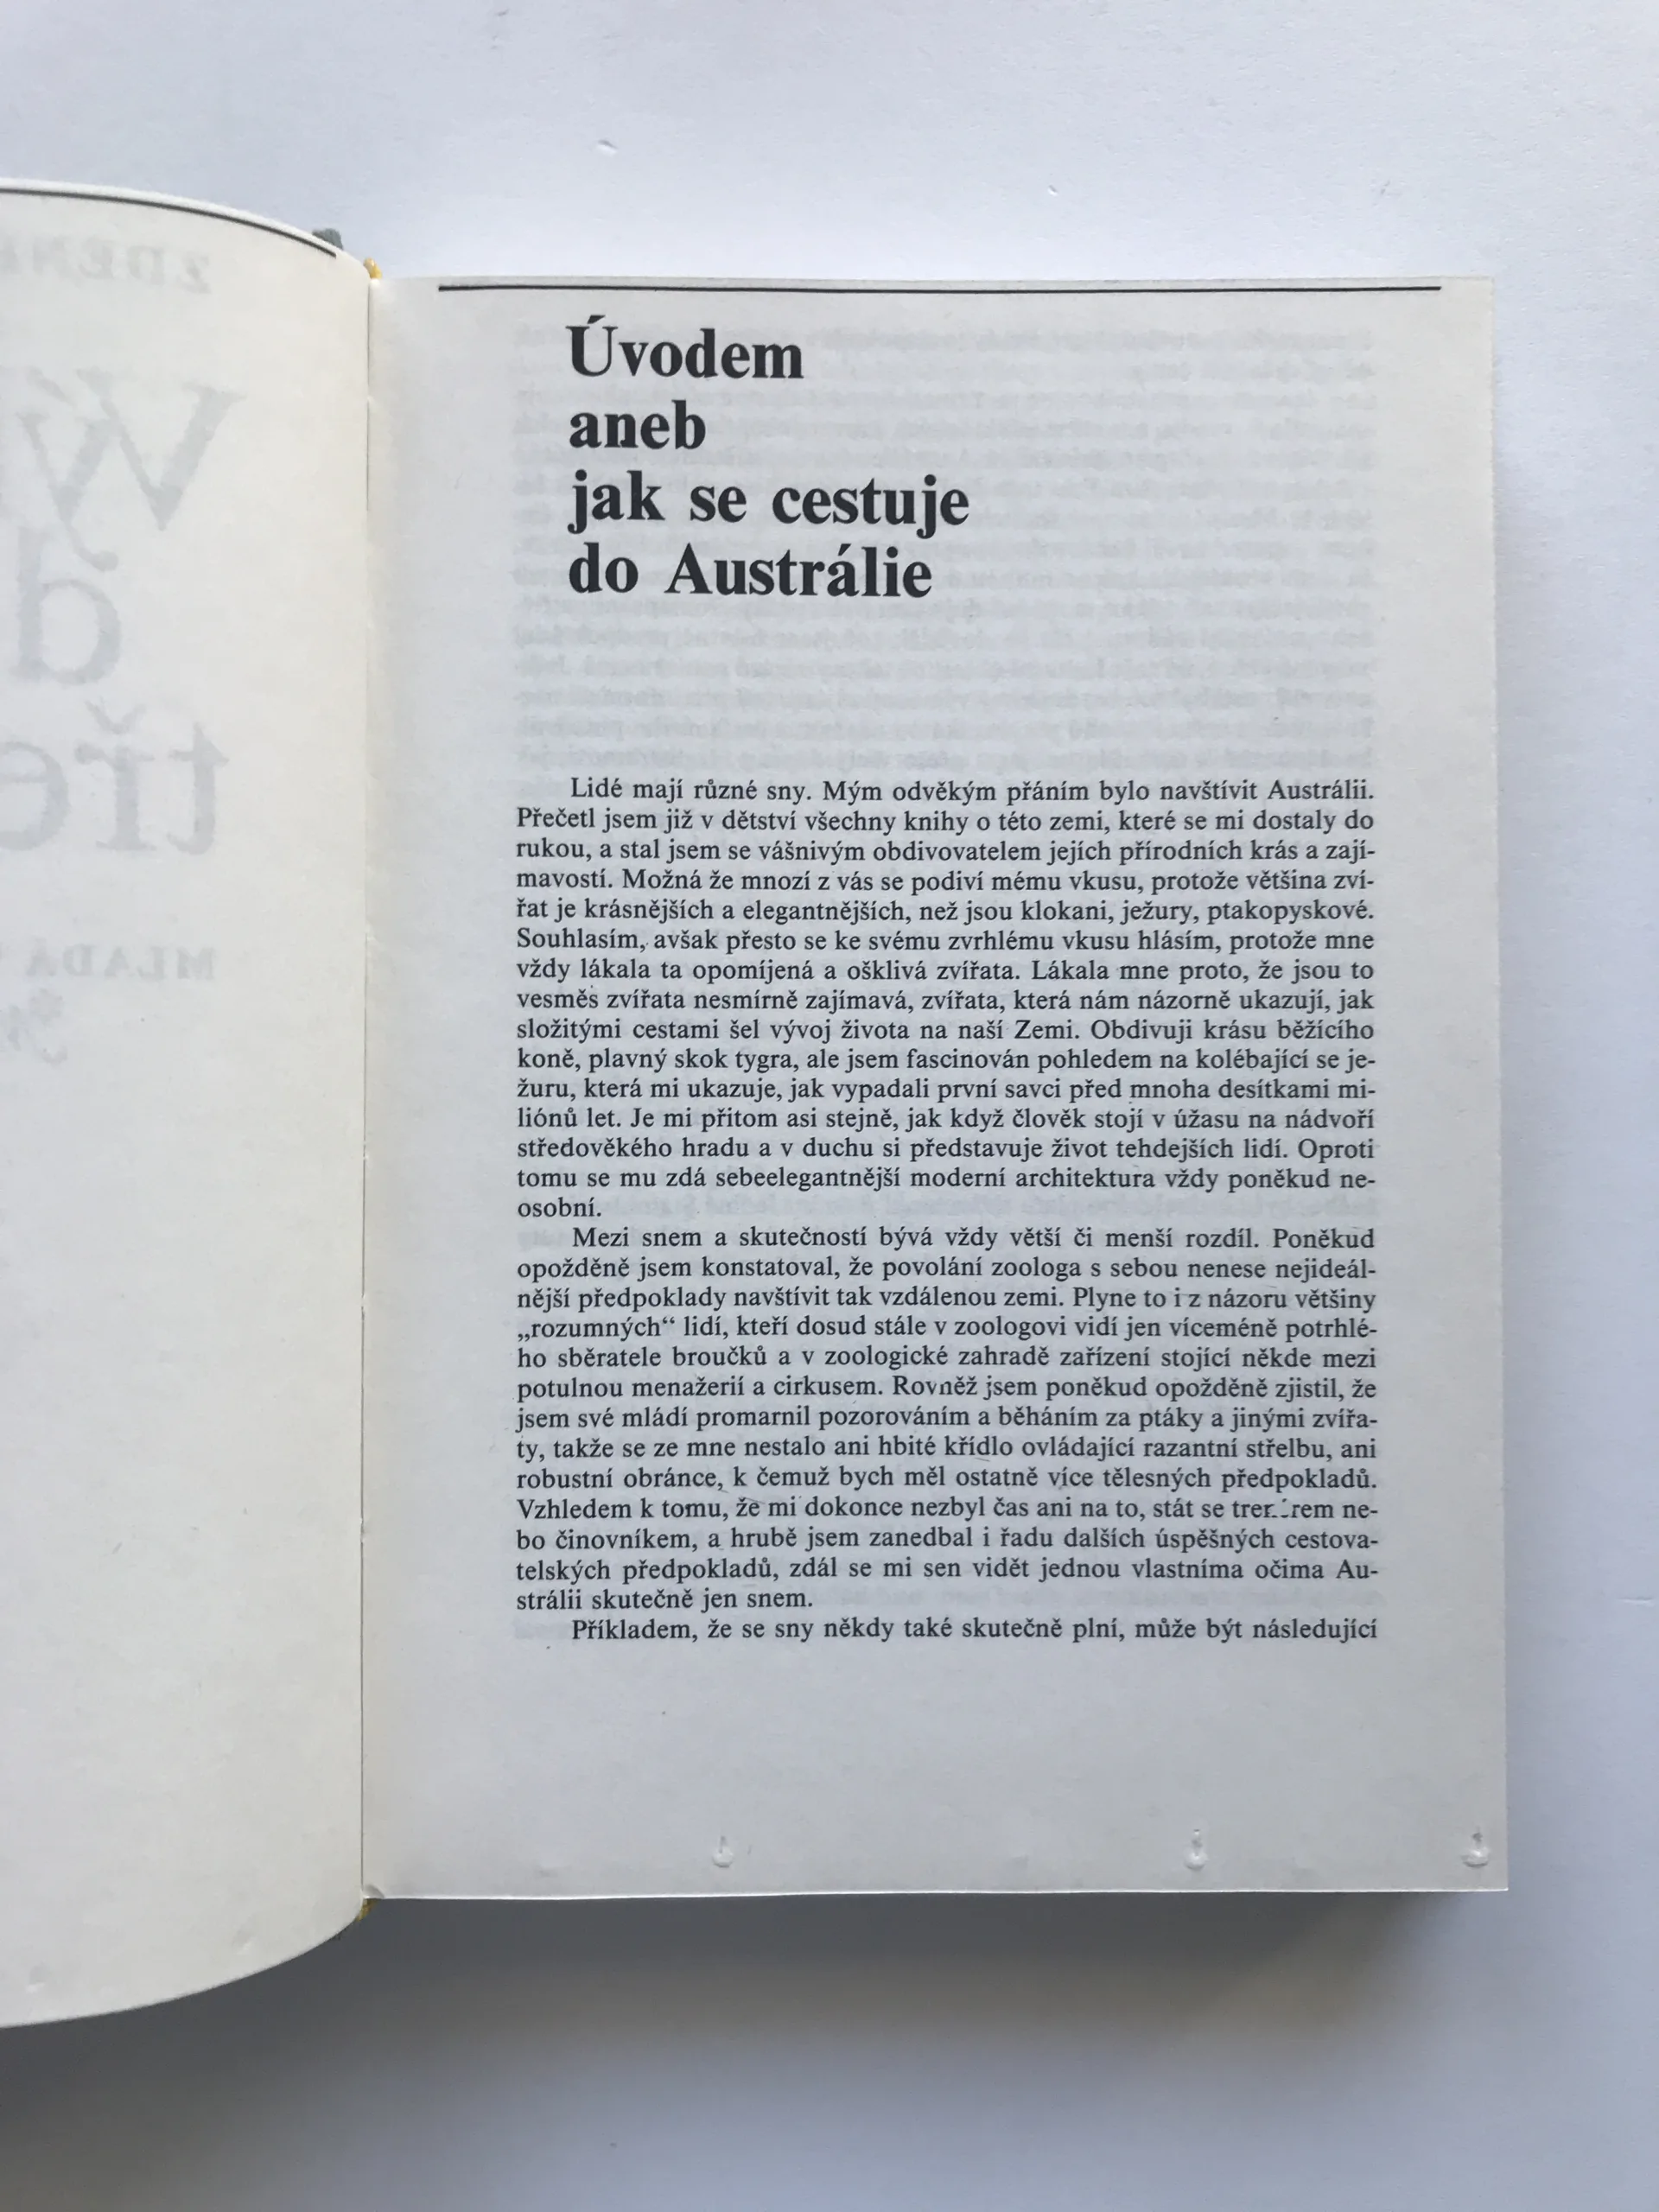 Úvodem
aneb
jak se cestuje
do Austrálie
Lidé mají různé sny. Mým odvěkým přáním bylo navštívit Austrálii.
Přečetl jsem již v dětství všechny knihy o této zemi, které se mi dostaly do
rukou, a stal jsem se vášnivým obdivovatelem jejích přírodních krás a zají-
mavostí. Možná že mnozí z vás se podiví mému vkusu, protože většina zví-
řat je krásnějších a elegantnějších, než jsou klokani, ježury, ptakopyskové.
Souhlasím, avšak přesto se ke svému zvrhlému vkusu hlásím, protože mne
vždy lákala ta opomíjená a ošklivá zvířata. Lákala mne proto, že jsou to
vesměs zvířata nesmírně zajímavá, zvířata, která nám názorně ukazují, jak
složitými cestami šel vývoj života na naší Zemi. Obdivuji krásu běžícího
koně, plavný skok tygra, ale jsem fascinován pohledem na kolébající se je-
žuru, která mi ukazuje, jak vypadali první savci před mnoha desítkami mi-
liónů let. Je mi přitom asi stejně, jak když člověk stojí v úžasu na nádvoří
středověkého hradu a v duchu si představuje život tehdejších lidí. Oproti
tomu se mu zdá sebeelegantnější moderní architektura vždy poněkud ne-
osobní.
Mezi snem a skutečností bývá vždy větší či menší rozdíl. Poněkud
opožděně jsem konstatoval, že povolání zoologa s sebou nenese nejideál-
nější předpoklady navštívit tak vzdálenou zemi. Plyne to i z názoru většiny
„rozumných“ lidí, kteří dosud stále v zoologovi vidí jen víceméně potrhlé-
ho sběratele broučků a v zoologické zahradě zařízení stojící někde mezi
potulnou menažerií a cirkusem. Rovněž jsem poněkud opožděně zjistil, že
jsem své mládí promarnil pozorováním a běháním za ptáky a jinými zvířa-
ty, takže se ze mne nestalo ani hbité křídlo ovládající razantní střelbu, ani
robustní obránce, k čemuž bych měl ostatně více tělesných předpokladů.
Vzhledem k tomu, že mi dokonce nezbyl čas ani na to, stát se trenérem ne-
bo činovníkem, a hrubě jsem zanedbal i řadu dalších úspěšných cestova-
telských předpokladů, zdál se mi sen vidět jednou vlastníma očima Au-
strálii skutečně jen snem.
Příkladem, že se sny někdy také skutečně plní, může být následující